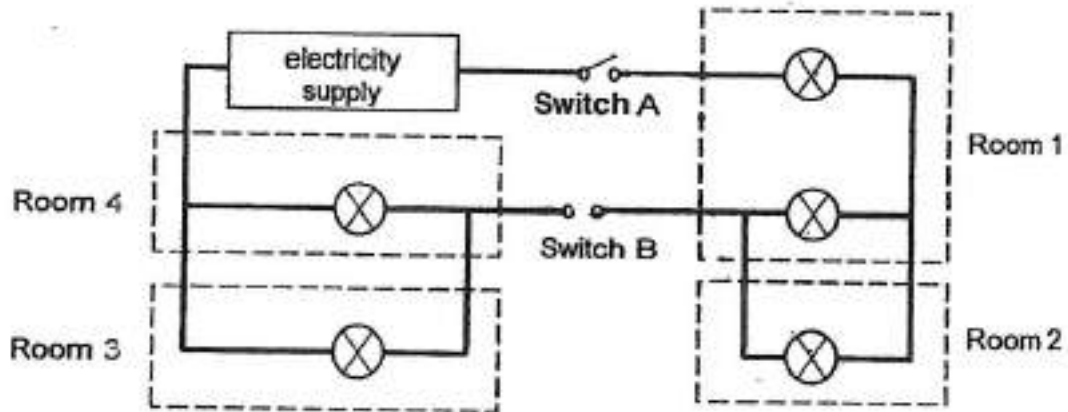 electricity
supply
Switch A
Room 1
Room 4
Switch B
Room 3
Room 2